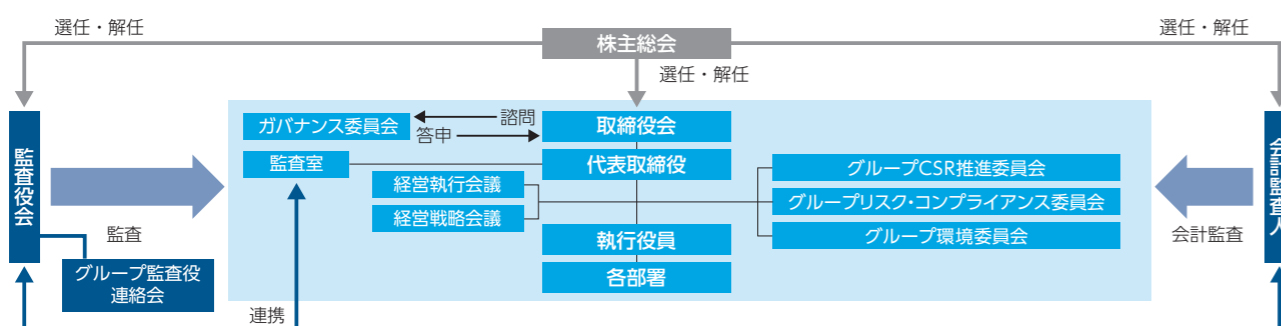 選任・解任
株主総会
選任・解任
選任・解任
ガバナンス委員会
諮問
答申
取締役会
監査室
代表取締役
経営執行会議
経営戦略会議
グループCSR推進委員会
グループリスク・コンプライアンス委員会
グループ環境委員会
執行役員
各部署
監査役会
監査
グループ監査役
連絡会
連携
会計監査人
会計監査